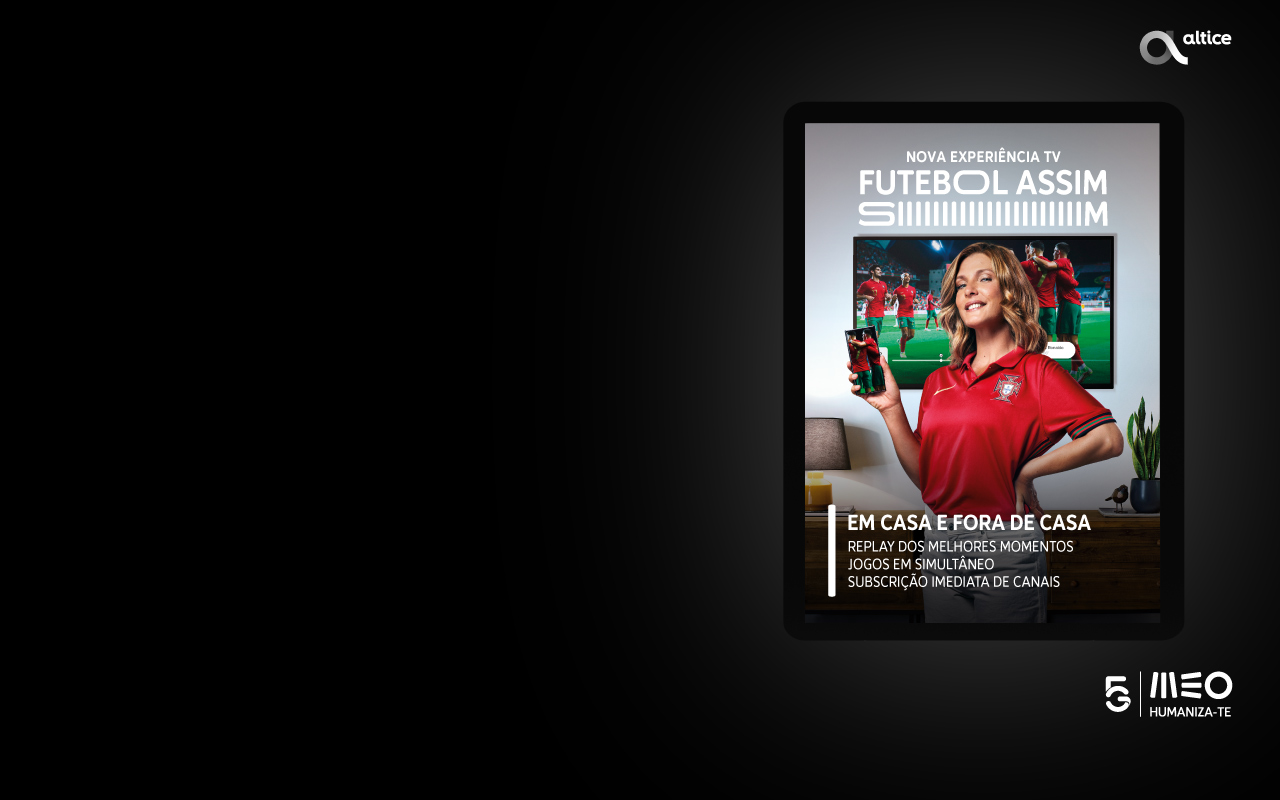 altice
NOVA EXPERIÊNCIA TV
FUTEBOL ASSIM
SIIIIIIIIIIIIIIIIIIIIIIIM
EM CASA E FORA DE CASA
REPLAY DOS MELHORES MOMENTOS
JOGOS EM SIMULTÂNEO
SUBSCRIÇÃO IMEDIATA DE CANAIS
5G
MEO
HUMANIZA-TE